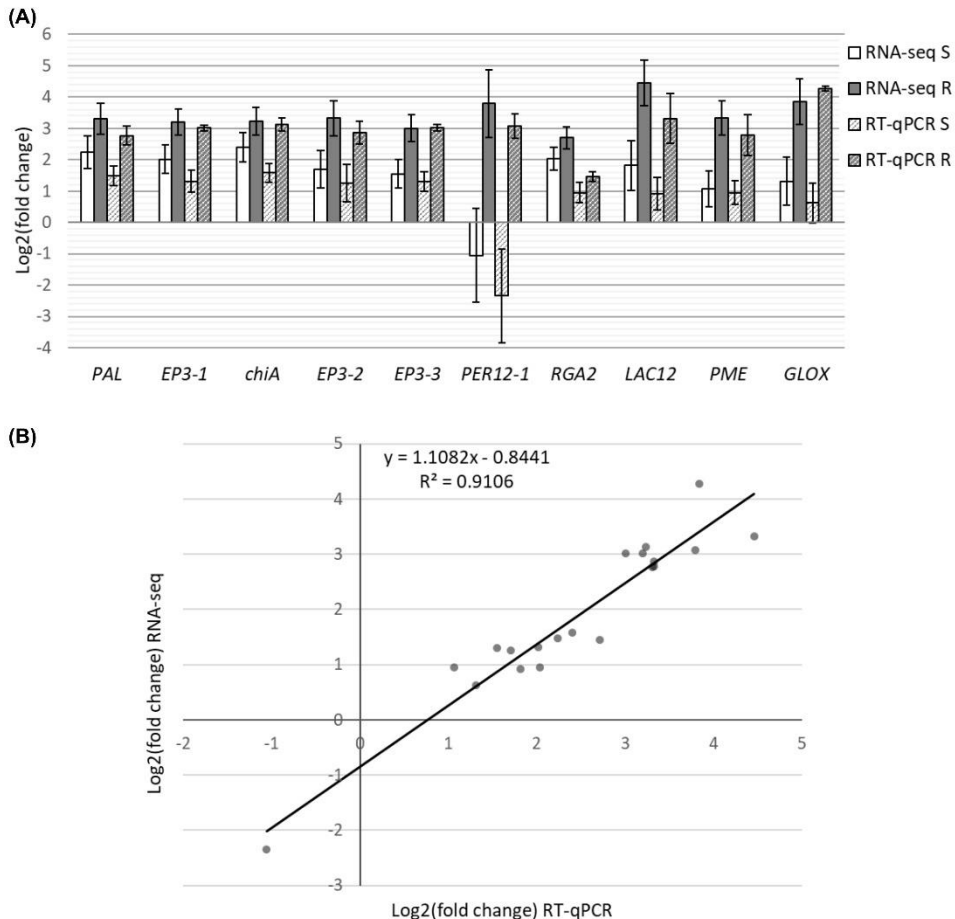 (A)
6
5
4
3
2
1
0
-1
-2
-3
-4
Log2(fold change)
PAL EP3-1 chiA EP3-2 EP3-3 PER12-1 RGA2 LAC12 PME GLOX
RNA-seq S
RNA-seq R
RT-qPCR S
RT-qPCR R
(B)
y = 1.1082x - 0.8441
R² = 0.9106
5
4
3
2
1
0
-1
-2
-3
-2 -1 0 1 2 3 4 5
Log2(fold change) RNA-seq
Log2(fold change) RT-qPCR